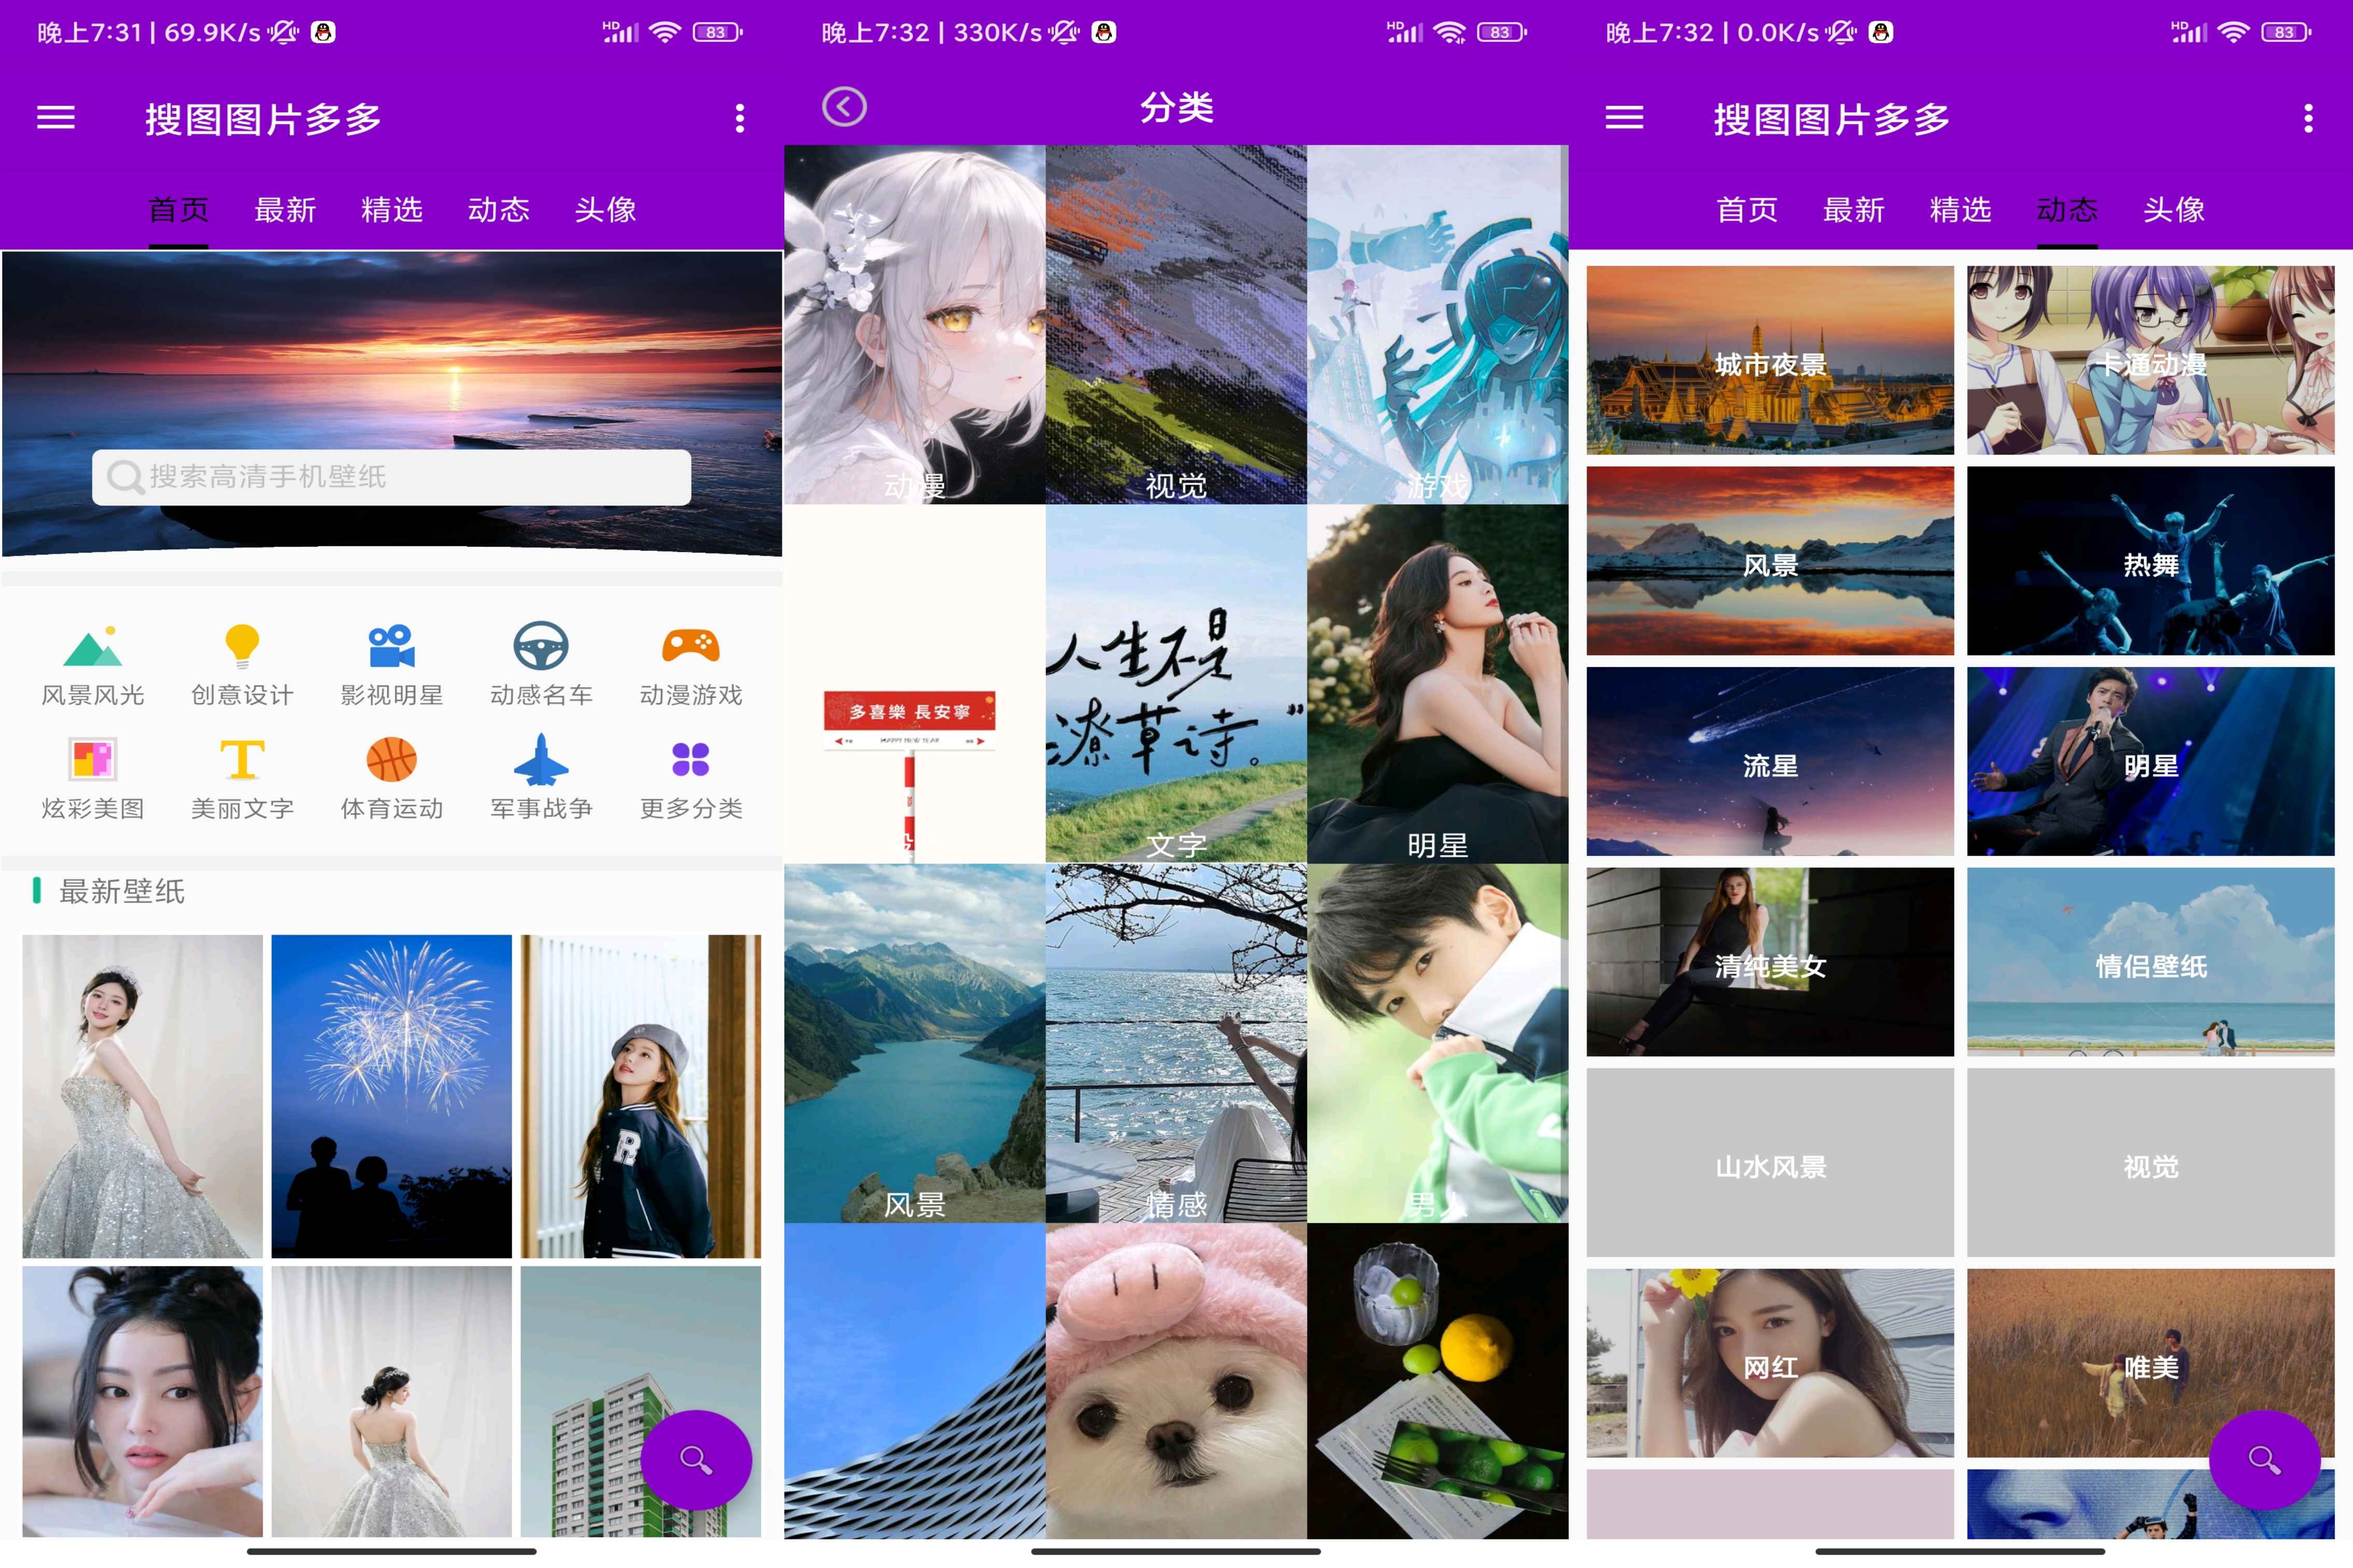 晚上7:31 | 69.9K/s
HD
83
搜图图片多多
首页 最新 精选 动态 头像
搜索高清手机壁纸
风景风光 创意设计 影视明星 动感名车 动漫游戏
炫彩美图 美丽文字 体育运动 军事战争 更多分类
最新壁纸
R
晚上7:32 | 330K/s
HD
83
分类
动漫 视觉 游戏
多喜樂 長安寧
HAPPY NEW YEAR
人生不是
潦草诗。
文字 明星
风景 情感 男人
晚上7:32 | 0.0K/s
HD
83
搜图图片多多
首页 最新 精选 动态 头像
城市夜景 卡通动漫
风景 热舞
流星 明星
清纯美女 情侣壁纸
山水风景 视觉
网红 唯美